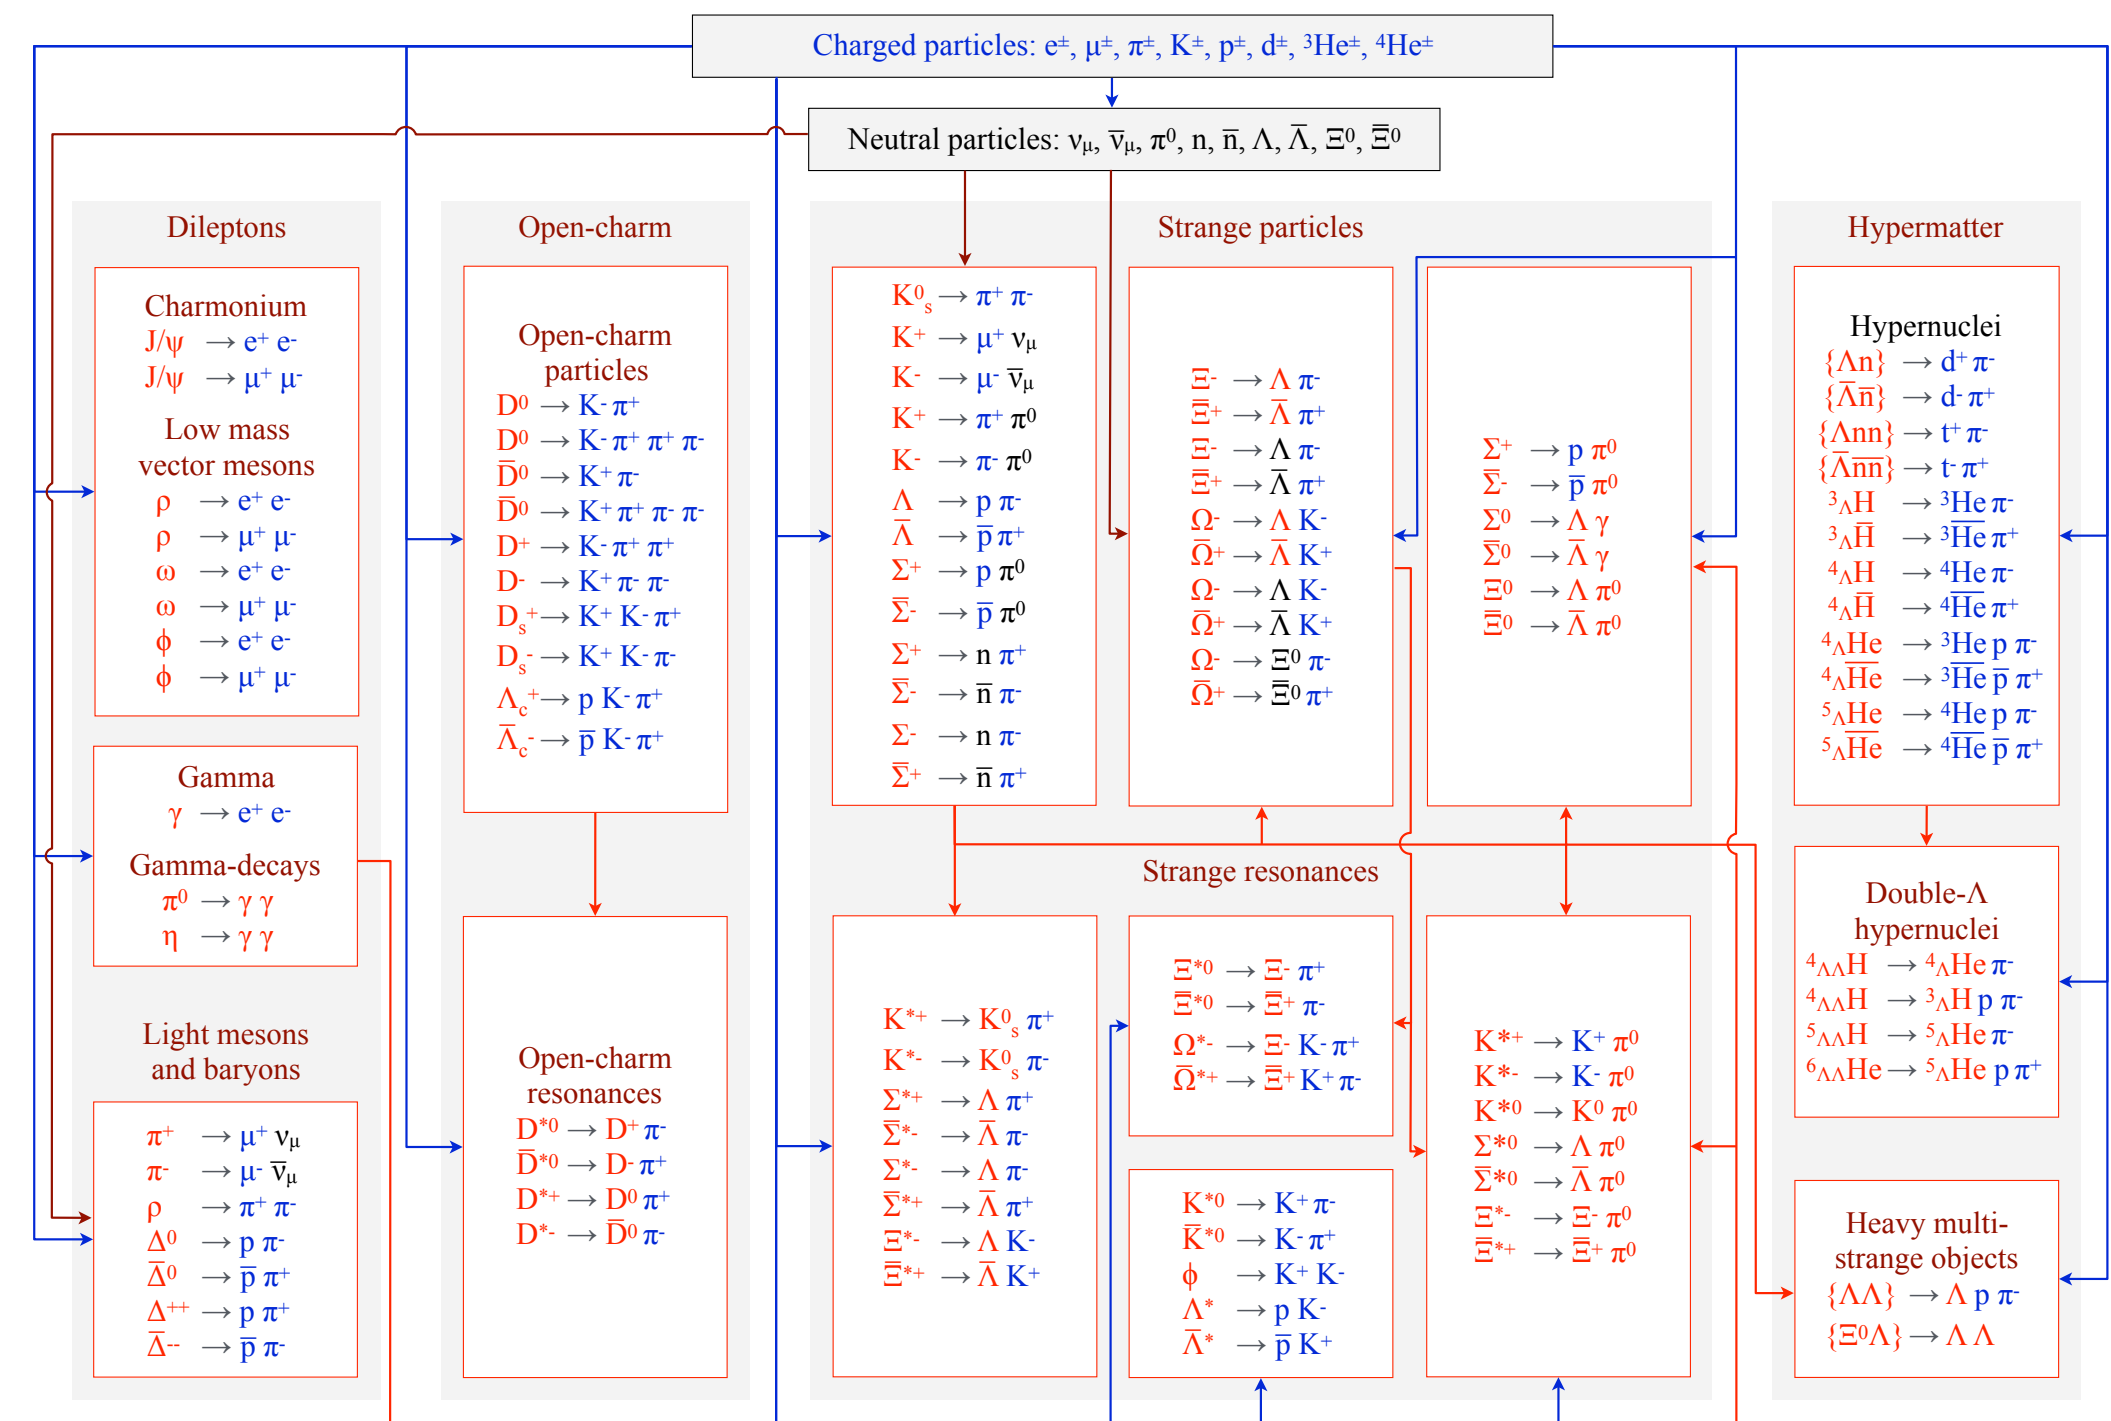 Charged particles: e±, μ±, π±, K±, p±, d±, ³He±, ⁴He±
Neutral particles: νμ, ν̅μ, π⁰, n, n̅, Λ, Λ̅, Ξ⁰, Ξ̅⁰
Dileptons
Charmonium
J/ψ → e⁺ e⁻
J/ψ → μ⁺ μ⁻
Low mass
vector mesons
ρ → e⁺ e⁻
ρ → μ⁺ μ⁻
ω → e⁺ e⁻
ω → μ⁺ μ⁻
ϕ → e⁺ e⁻
ϕ → μ⁺ μ⁻
Gamma
γ → e⁺ e⁻
Gamma-decays
π⁰ → γ γ
η → γ γ
Light mesons
and baryons
π⁺ → μ⁺ νμ
π⁻ → μ⁻ ν̅μ
ρ → π⁺ π⁻
Δ⁰ → p π⁻
Δ̅⁰ → p̅ π⁺
Δ⁺⁺ → p π⁺
Δ̅⁻⁻ → p̅ π⁻
Open-charm
Open-charm
particles
D⁰ → K⁻ π⁺
D⁰ → K⁻ π⁺ π⁺ π⁻
D̅⁰ → K⁺ π⁻
D̅⁰ → K⁺ π⁺ π⁻ π⁻
D⁺ → K⁻ π⁺ π⁺
D⁻ → K⁺ π⁻ π⁻
Dₛ⁺ → K⁺ K⁻ π⁺
Dₛ⁻ → K⁺ K⁻ π⁻
Λc⁺ → p K⁻ π⁺
Λ̅c⁻ → p̅ K⁻ π⁺
Open-charm
resonances
D*⁰ → D⁺ π⁻
D̅*⁰ → D⁻ π⁺
D*⁺ → D⁰ π⁺
D*⁻ → D̅⁰ π⁻
Strange particles
K⁰ₛ → π⁺ π⁻
K⁺ → μ⁺ νμ
K⁻ → μ⁻ ν̅μ
K⁺ → π⁺ π⁰
K⁻ → π⁻ π⁰
Λ → p π⁻
Λ̅ → p̅ π⁺
Σ⁺ → p π⁰
Σ̅⁻ → p̅ π⁰
Σ⁺ → n π⁺
Σ̅⁻ → n̅ π⁻
Σ⁻ → n π⁻
Σ̅⁺ → n̅ π⁺
Ξ⁻ → Λ π⁻
Ξ̅⁺ → Λ̅ π⁺
Ξ⁻ → Λ π⁻
Ξ̅⁺ → Λ̅ π⁺
Ω⁻ → Λ K⁻
Ω̅⁺ → Λ̅ K⁺
Ω⁻ → Λ K⁻
Ω̅⁺ → Λ̅ K⁺
Ω⁻ → Ξ⁰ π⁻
Ω̅⁺ → Ξ̅⁰ π⁺
Σ⁺ → p π⁰
Σ̅⁻ → p̅ π⁰
Σ⁰ → Λ γ
Σ̅⁰ → Λ̅ γ
Ξ⁰ → Λ π⁰
Ξ̅⁰ → Λ̅ π⁰
Strange resonances
K*⁺ → K⁰ₛ π⁺
K*⁻ → K⁰ₛ π⁻
Σ*⁺ → Λ π⁺
Σ̅*⁻ → Λ̅ π⁻
Σ*⁻ → Λ π⁻
Σ̅*⁺ → Λ̅ π⁺
Ξ*⁻ → Λ K⁻
Ξ̅*⁺ → Λ̅ K⁺
Ξ*⁰ → Ξ⁻ π⁺
Ξ̅*⁰ → Ξ̅⁺ π⁻
Ω*⁻ → Ξ⁻ K⁻ π⁺
Ω̅*⁺ → Ξ̅⁺ K⁺ π⁻
K*⁰ → K⁺ π⁻
K̅*⁰ → K⁻ π⁺
ϕ → K⁺ K⁻
Λ* → p K⁻
Λ̅* → p̅ K⁺
K*⁺ → K⁺ π⁰
K*⁻ → K⁻ π⁰
K*⁰ → K⁰ π⁰
Σ*⁰ → Λ π⁰
Σ̅*⁰ → Λ̅ π⁰
Ξ*⁻ → Ξ⁻ π⁰
Ξ̅*⁺ → Ξ̅⁺ π⁰
Hypermatter
Hypernuclei
{Λn} → d⁺ π⁻
{Λ̅n̅} → d⁻ π⁺
{Λnn} → t⁺ π⁻
{Λ̅n̅n̅} → t⁻ π⁺
³ΛH → ³He π⁻
³ΛH̅ → ³H̅e̅ π⁺
⁴ΛH → ⁴He π⁻
⁴ΛH̅ → ⁴H̅e̅ π⁺
⁴ΛHe → ³He p π⁻
⁴ΛH̅e̅ → ³H̅e̅ p̅ π⁺
⁵ΛHe → ⁴He p π⁻
⁵ΛH̅e̅ → ⁴H̅e̅ p̅ π⁺
Double-Λ
hypernuclei
⁴ΛΛH → ⁴ΛHe π⁻
⁴ΛΛH → ³ΛH p π⁻
⁵ΛΛH → ⁵ΛHe π⁻
⁶ΛΛHe → ⁵ΛHe p π⁺
Heavy multi-
strange objects
{ΛΛ} → Λ p π⁻
{Ξ⁰Λ} → Λ Λ